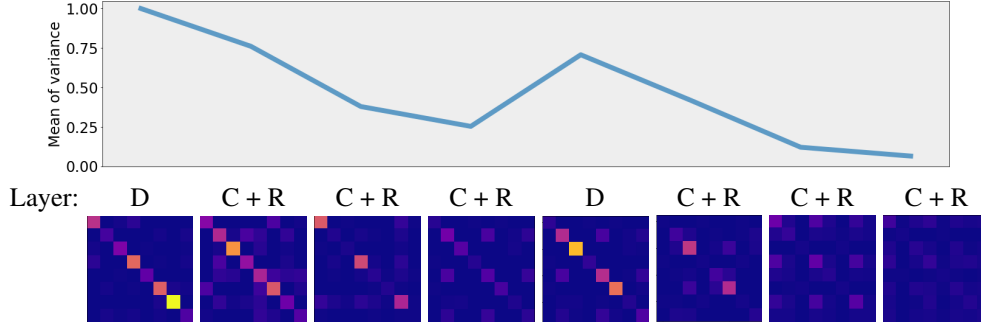 1.00
0.75
0.50
0.25
0.00
Mean of variance
Layer: D C + R C + R C + R D C + R C + R C + R